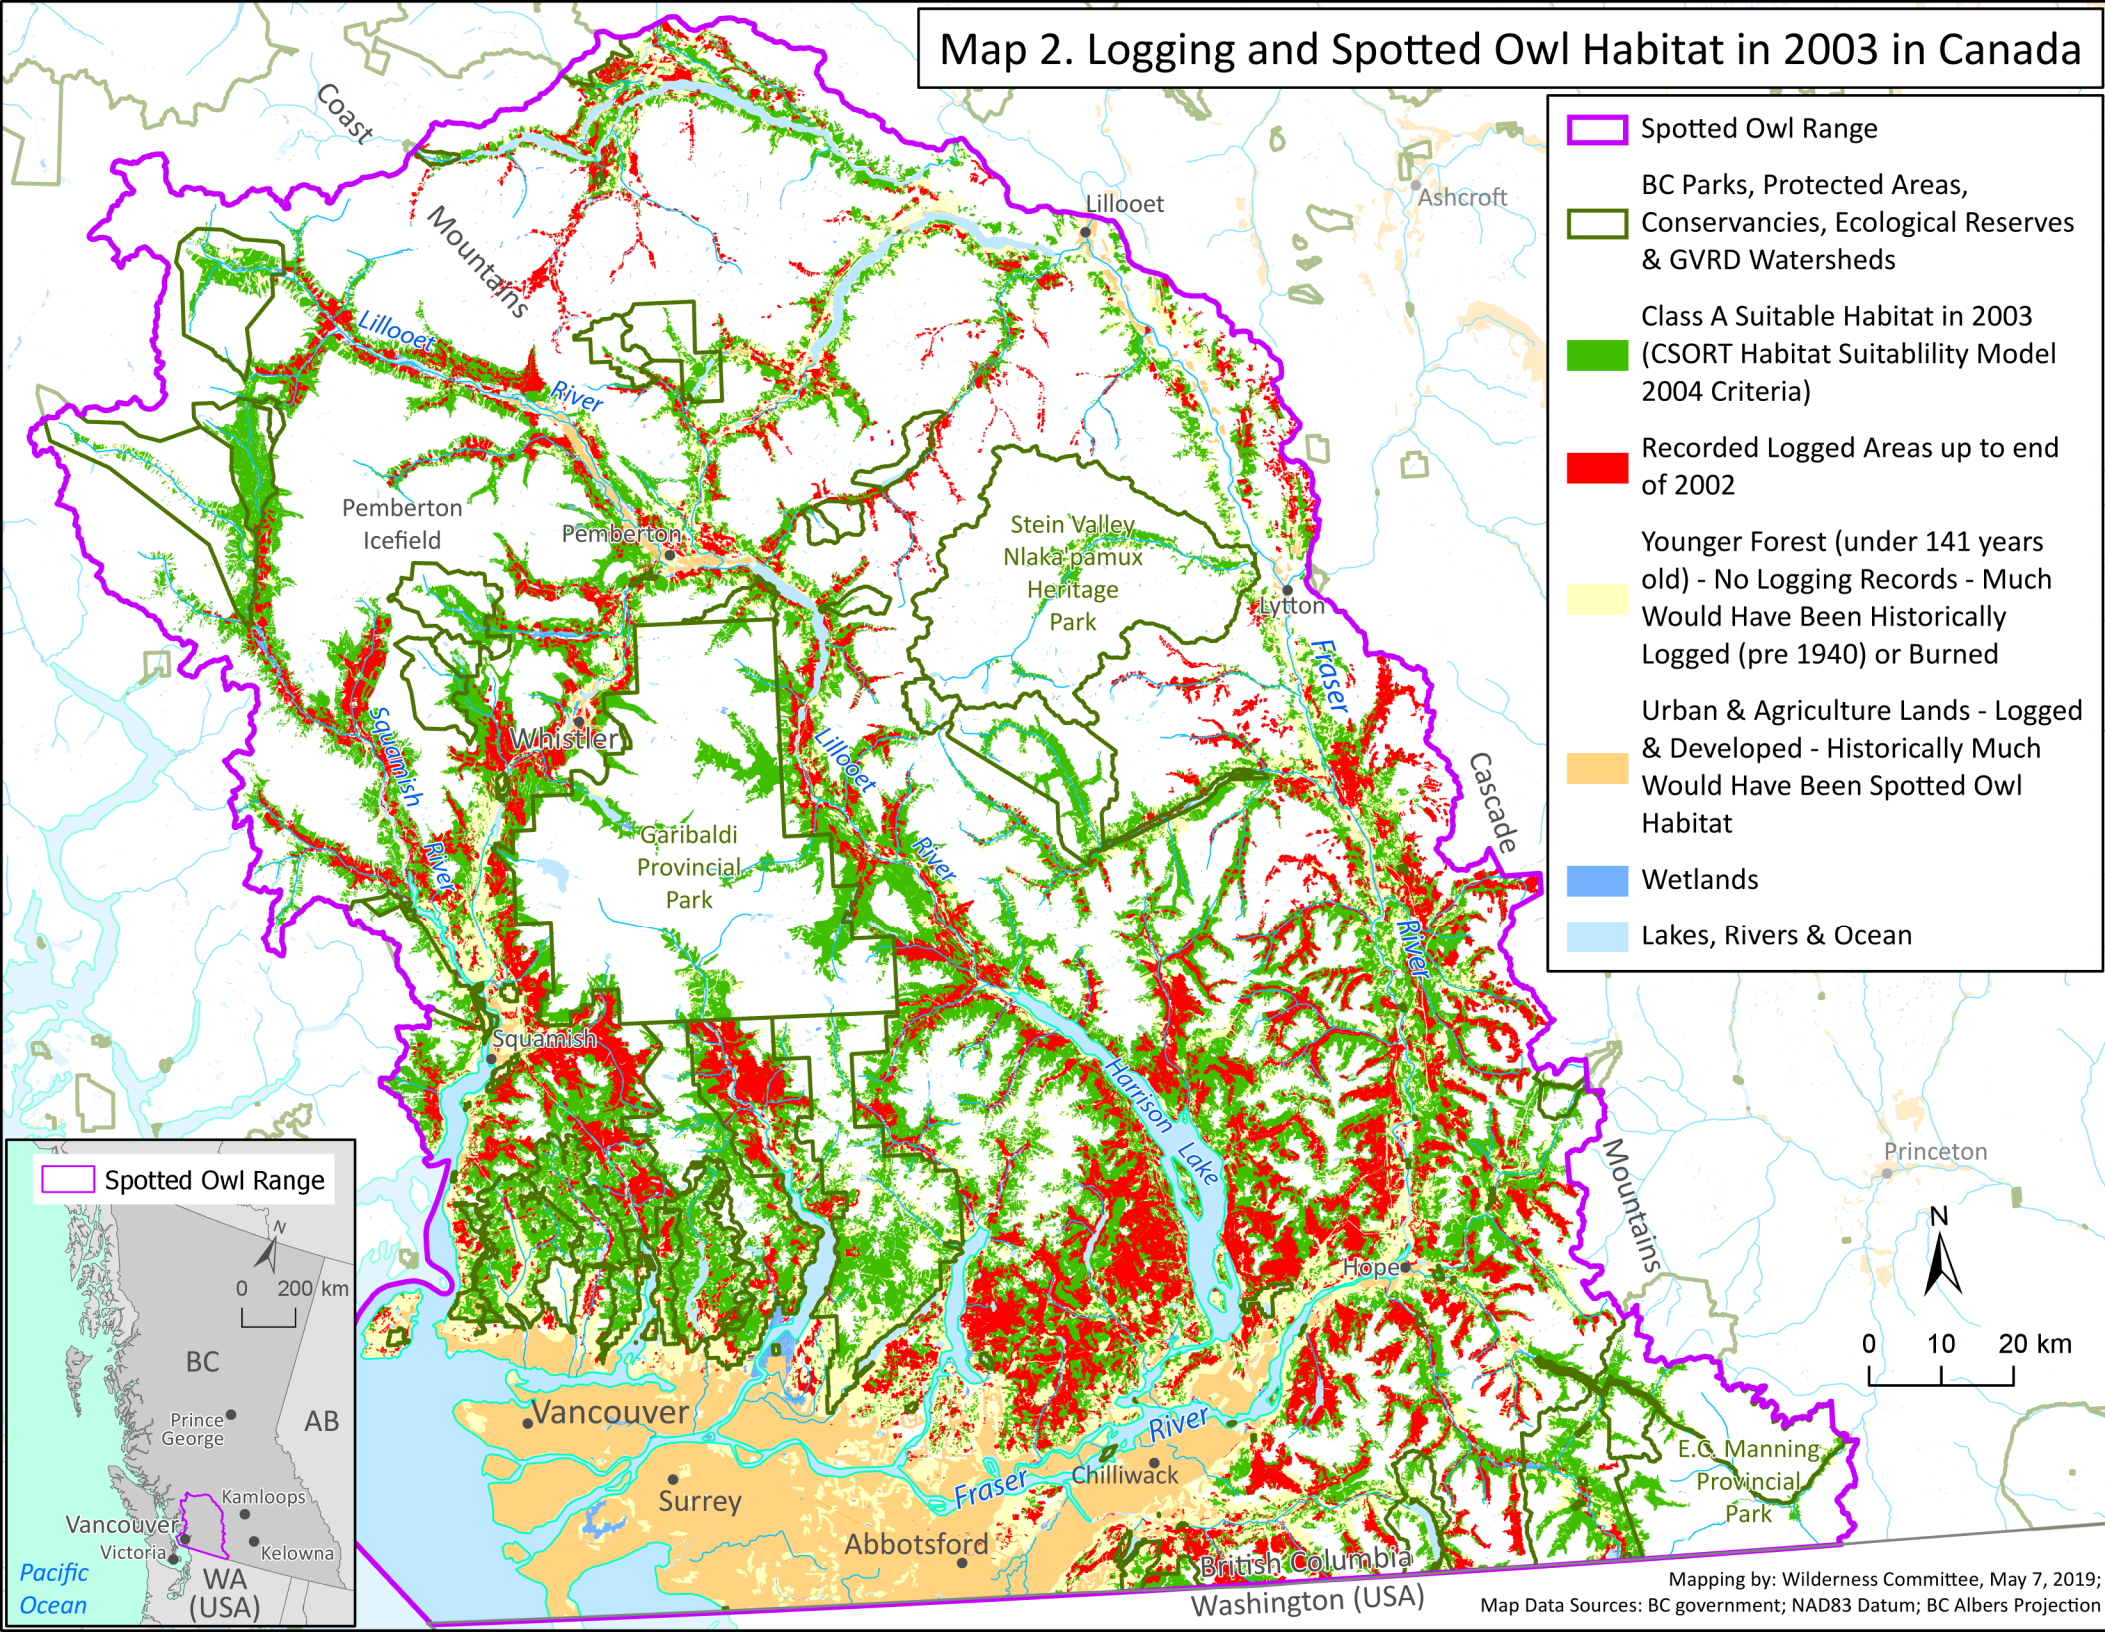 Map 2. Logging and Spotted Owl Habitat in 2003 in Canada
Spotted Owl Range
BC Parks, Protected Areas,
Conservancies, Ecological Reserves
& GVRD Watersheds
Class A Suitable Habitat in 2003
(CSORT Habitat Suitablility Model
2004 Criteria)
Recorded Logged Areas up to end
of 2002
Younger Forest (under 141 years
old) - No Logging Records - Much
Would Have Been Historically
Logged (pre 1940) or Burned
Urban & Agriculture Lands - Logged
& Developed - Historically Much
Would Have Been Spotted Owl
Habitat
Wetlands
Lakes, Rivers & Ocean
Coast
Mountains
Lillooet
Ashcroft
Lillooet
River
Pemberton
Icefield
Pemberton
Stein Valley
Nlaka'pamux
Heritage
Park
Lytton
Fraser
Squamish
River
Whistler
Lillooet
River
Cascade
Garibaldi
Provincial
Park
River
Squamish
Harrison
Lake
Mountains
Princeton
Hope
N
0 10 20 km
Vancouver
Surrey
Abbotsford
Fraser
River
Chilliwack
E.C. Manning
Provincial
Park
British Columbia
Washington (USA)
Spotted Owl Range
N
0 200 km
BC
AB
Prince
George
Kamloops
Vancouver
Victoria
Kelowna
WA
(USA)
Pacific
Ocean
Mapping by: Wilderness Committee, May 7, 2019;
Map Data Sources: BC government; NAD83 Datum; BC Albers Projection